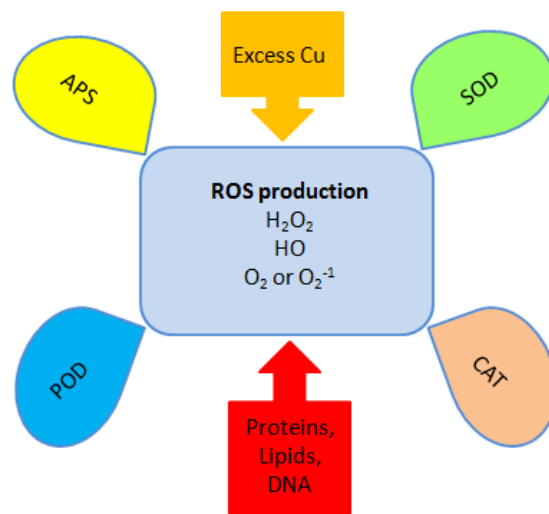 APS
Excess Cu
SOD
ROS production
H₂O₂
HO
O₂ or O₂⁻¹
POD
CAT
Proteins,
Lipids,
DNA